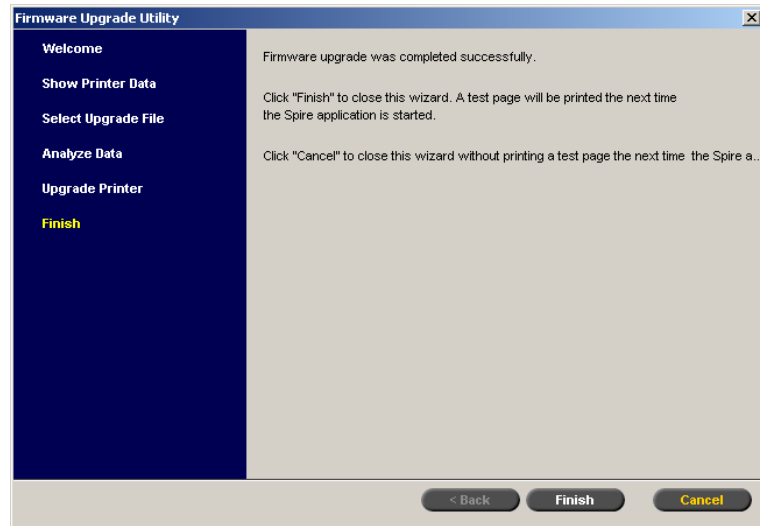 Firmware Upgrade Utility
Welcome
Show Printer Data
Select Upgrade File
Analyze Data
Upgrade Printer
Finish
Firmware upgrade was completed successfully.
Click "Finish" to close this wizard. A test page will be printed the next time
the Spire application is started.
Click "Cancel" to close this wizard without printing a test page the next time the Spire a..
< Back
Finish
Cancel